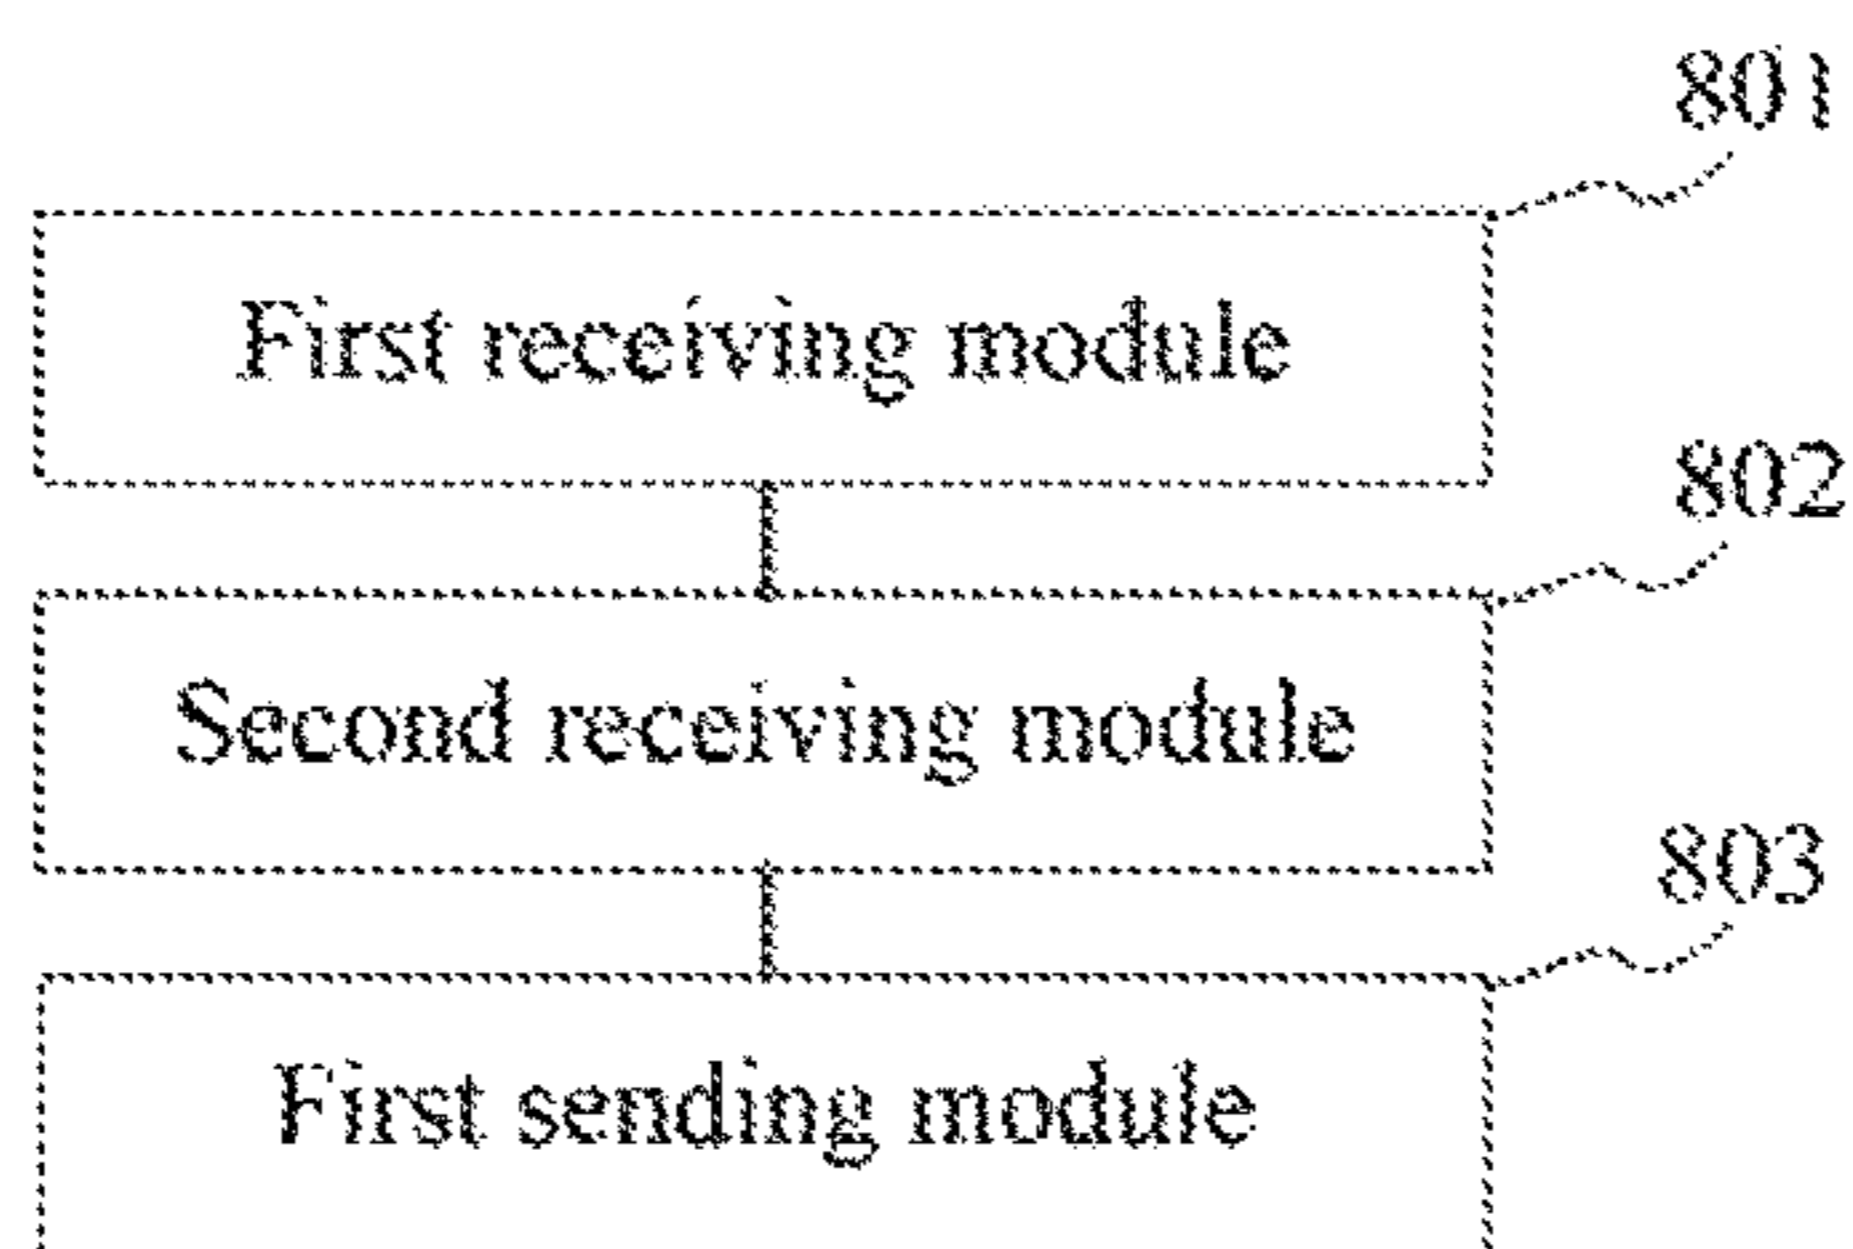 801
First receiving module
802
Second receiving module
803
First sending module